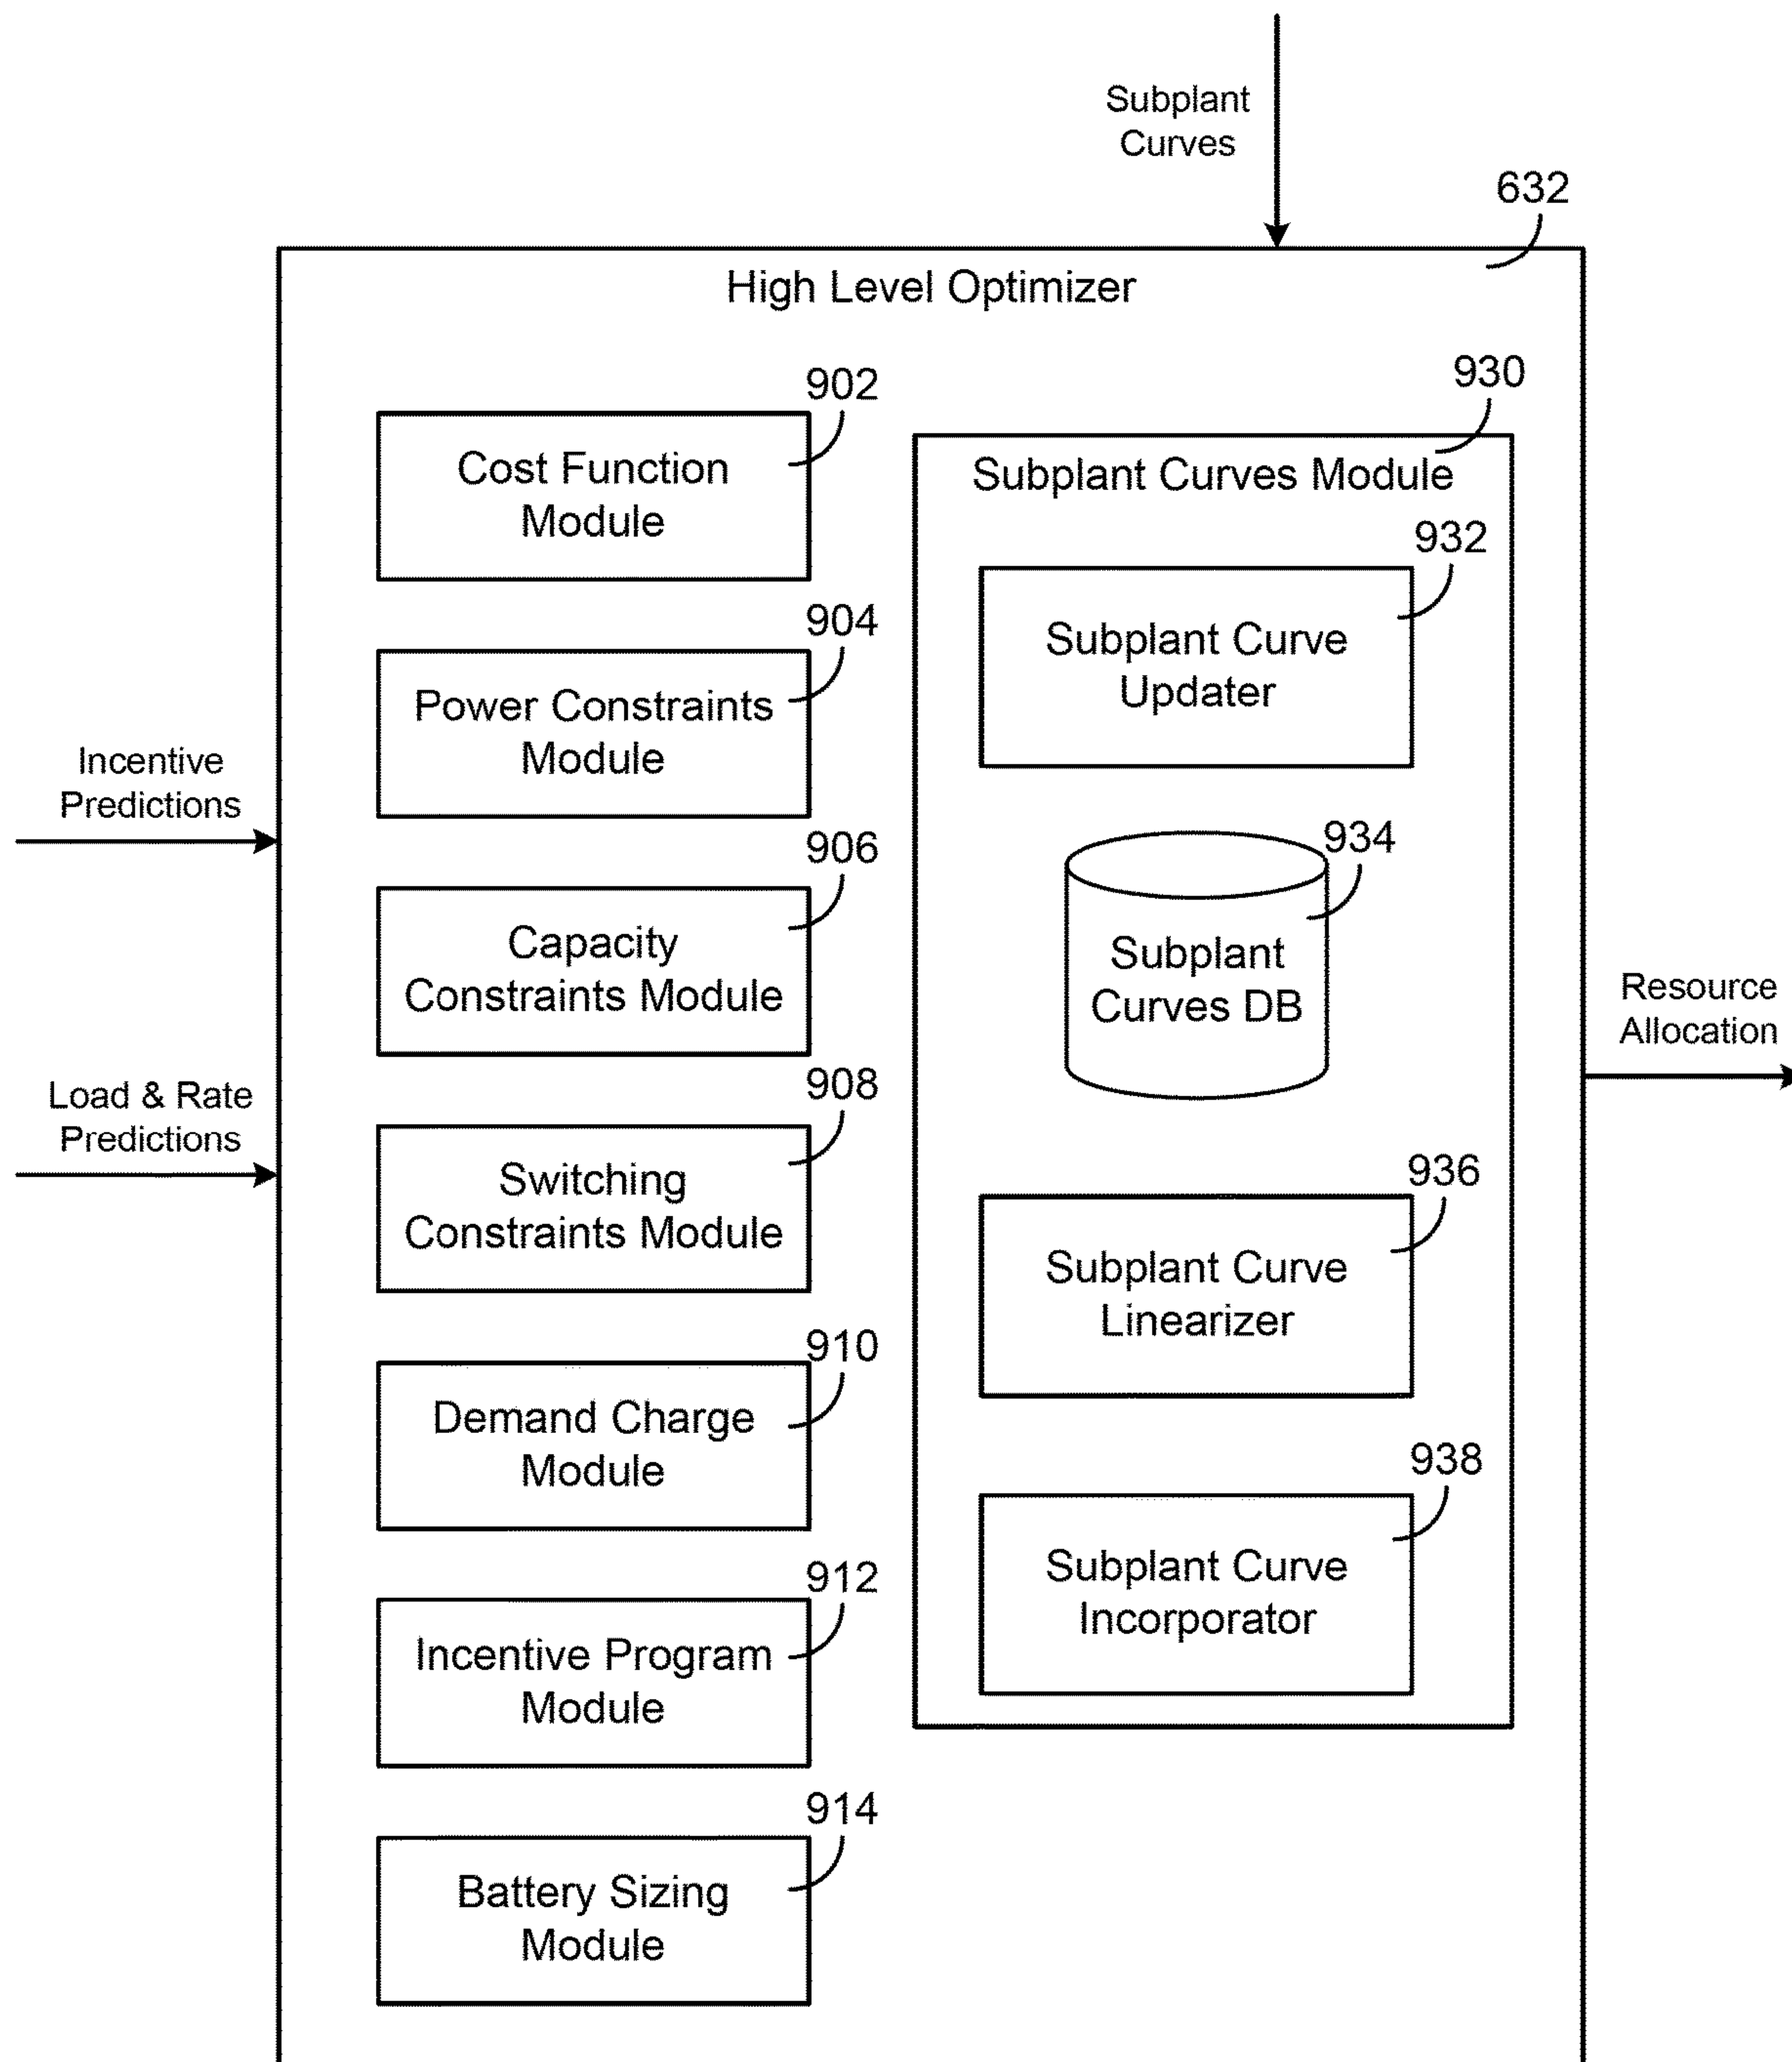 Subplant
Curves
632
High Level Optimizer
902
Cost Function
Module
904
Power Constraints
Module
906
Capacity
Constraints Module
908
Switching
Constraints Module
910
Demand Charge
Module
912
Incentive Program
Module
914
Battery Sizing
Module
930
Subplant Curves Module
932
Subplant Curve
Updater
934
Subplant
Curves DB
936
Subplant Curve
Linearizer
938
Subplant Curve
Incorporator
Incentive
Predictions
Load & Rate
Predictions
Resource
Allocation